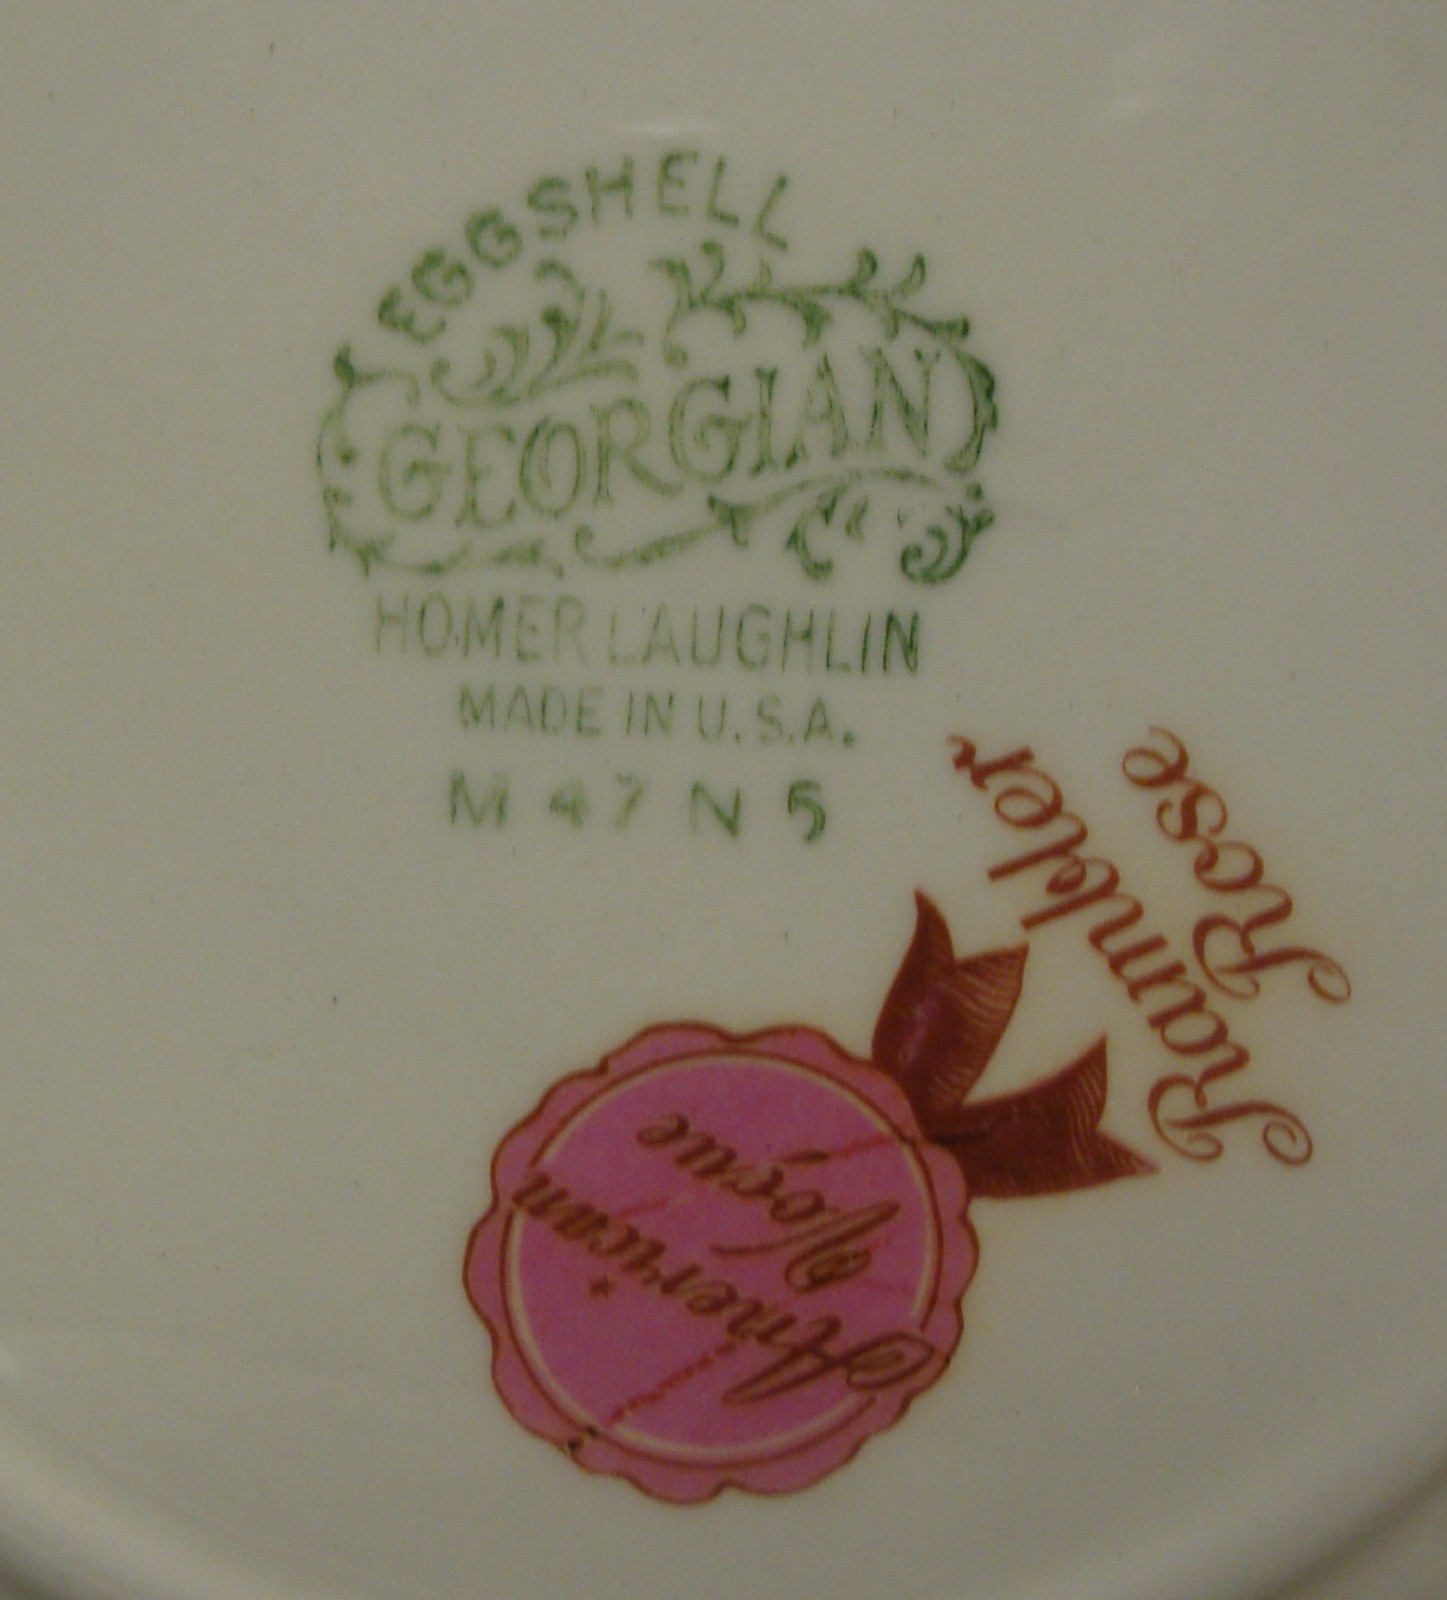 EGGSHELL
GEORGIAN
HOMER LAUGHLIN
MADE IN U.S.A.
M 47 N 5
American
Vogue
Rambler
Rose